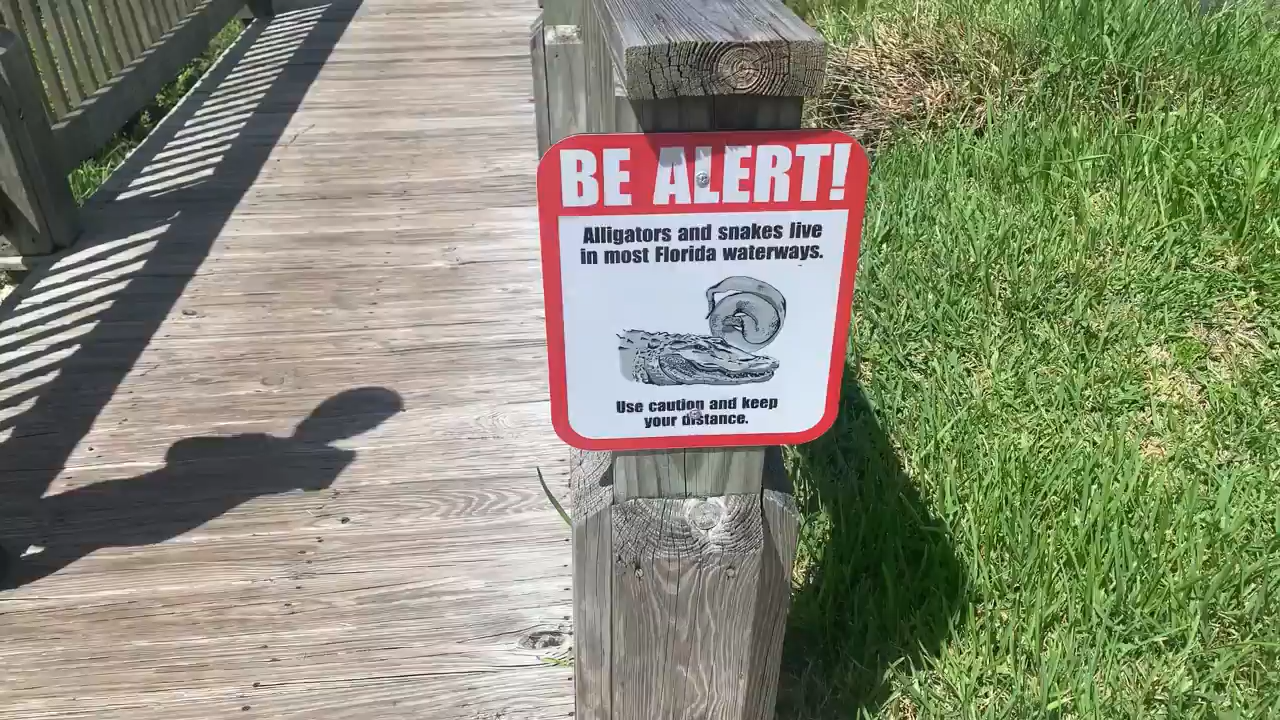 BE ALERT!
Alligators and snakes live
in most Florida waterways.
Use caution and keep
your distance.